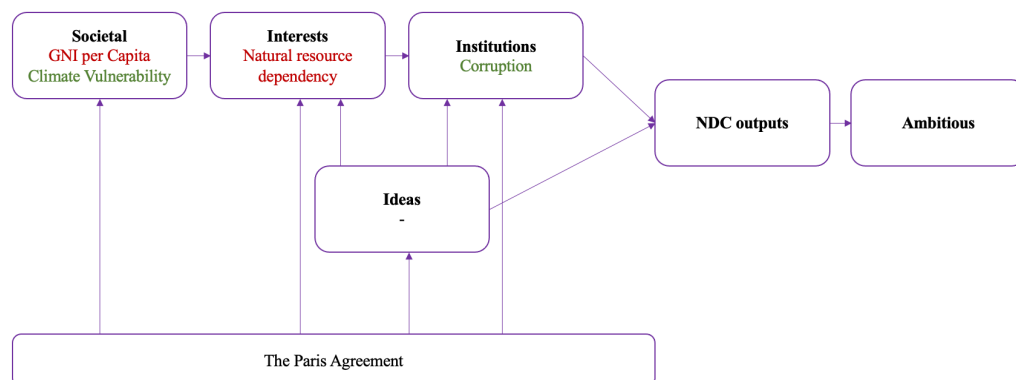 Societal
GNI per Capita
Climate Vulnerability
Interests
Natural resource
dependency
Institutions
Corruption
NDC outputs
Ambitious
Ideas
-
The Paris Agreement